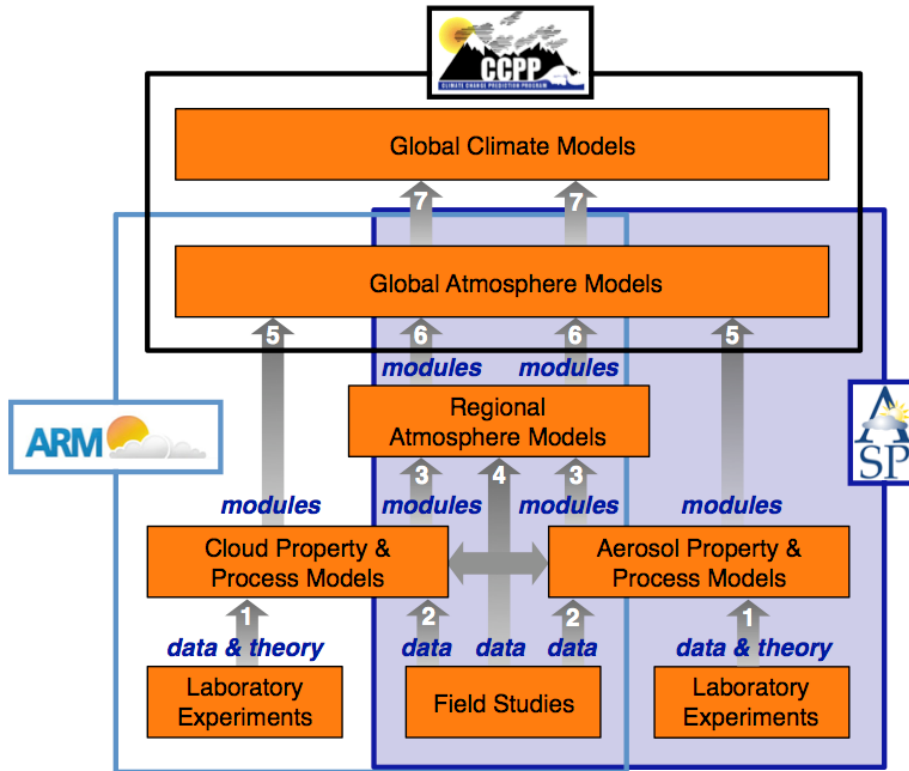 CCPP
CLIMATE CHANGE PREDICTION PROGRAM
Global Climate Models
7 7
Global Atmosphere Models
5 6 6 5
modules modules
Regional
Atmosphere Models
ARM
A
SP
3 4 3
modules modules modules modules
Cloud Property &
Process Models
Aerosol Property &
Process Models
1 2 2 1
data & theory data data data data & theory
Laboratory
Experiments
Field Studies
Laboratory
Experiments